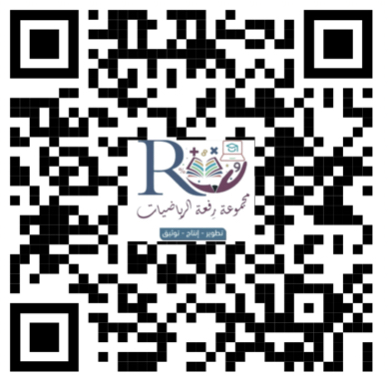 R
مجموعة رفعة الرياضيات
تطوير - إنتاج - توثيق